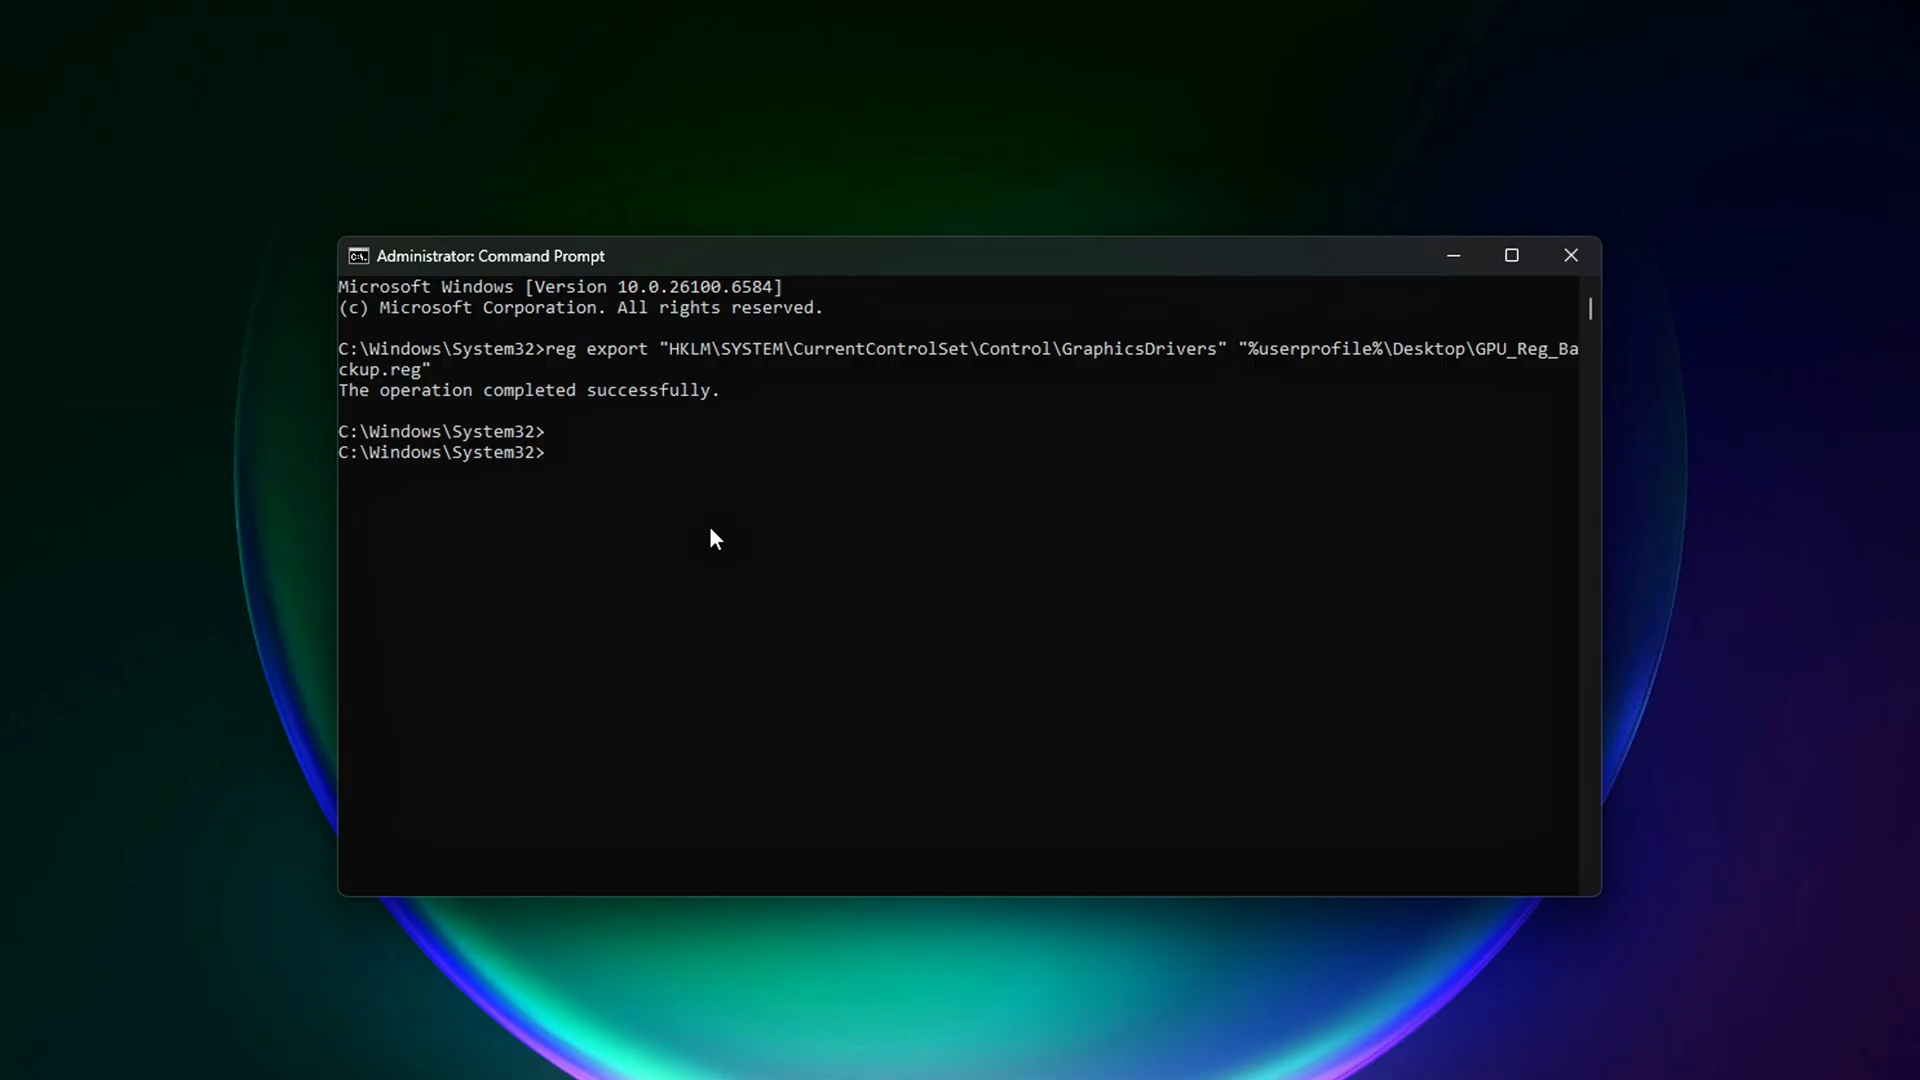 Administrator: Command Prompt
Microsoft Windows [Version 10.0.26100.6584]
(c) Microsoft Corporation. All rights reserved.
C:\Windows\System32>reg export "HKLM\SYSTEM\CurrentControlSet\Control\GraphicsDrivers" "%userprofile%\Desktop\GPU_Reg_Ba
ckup.reg"
The operation completed successfully.
C:\Windows\System32>
C:\Windows\System32>